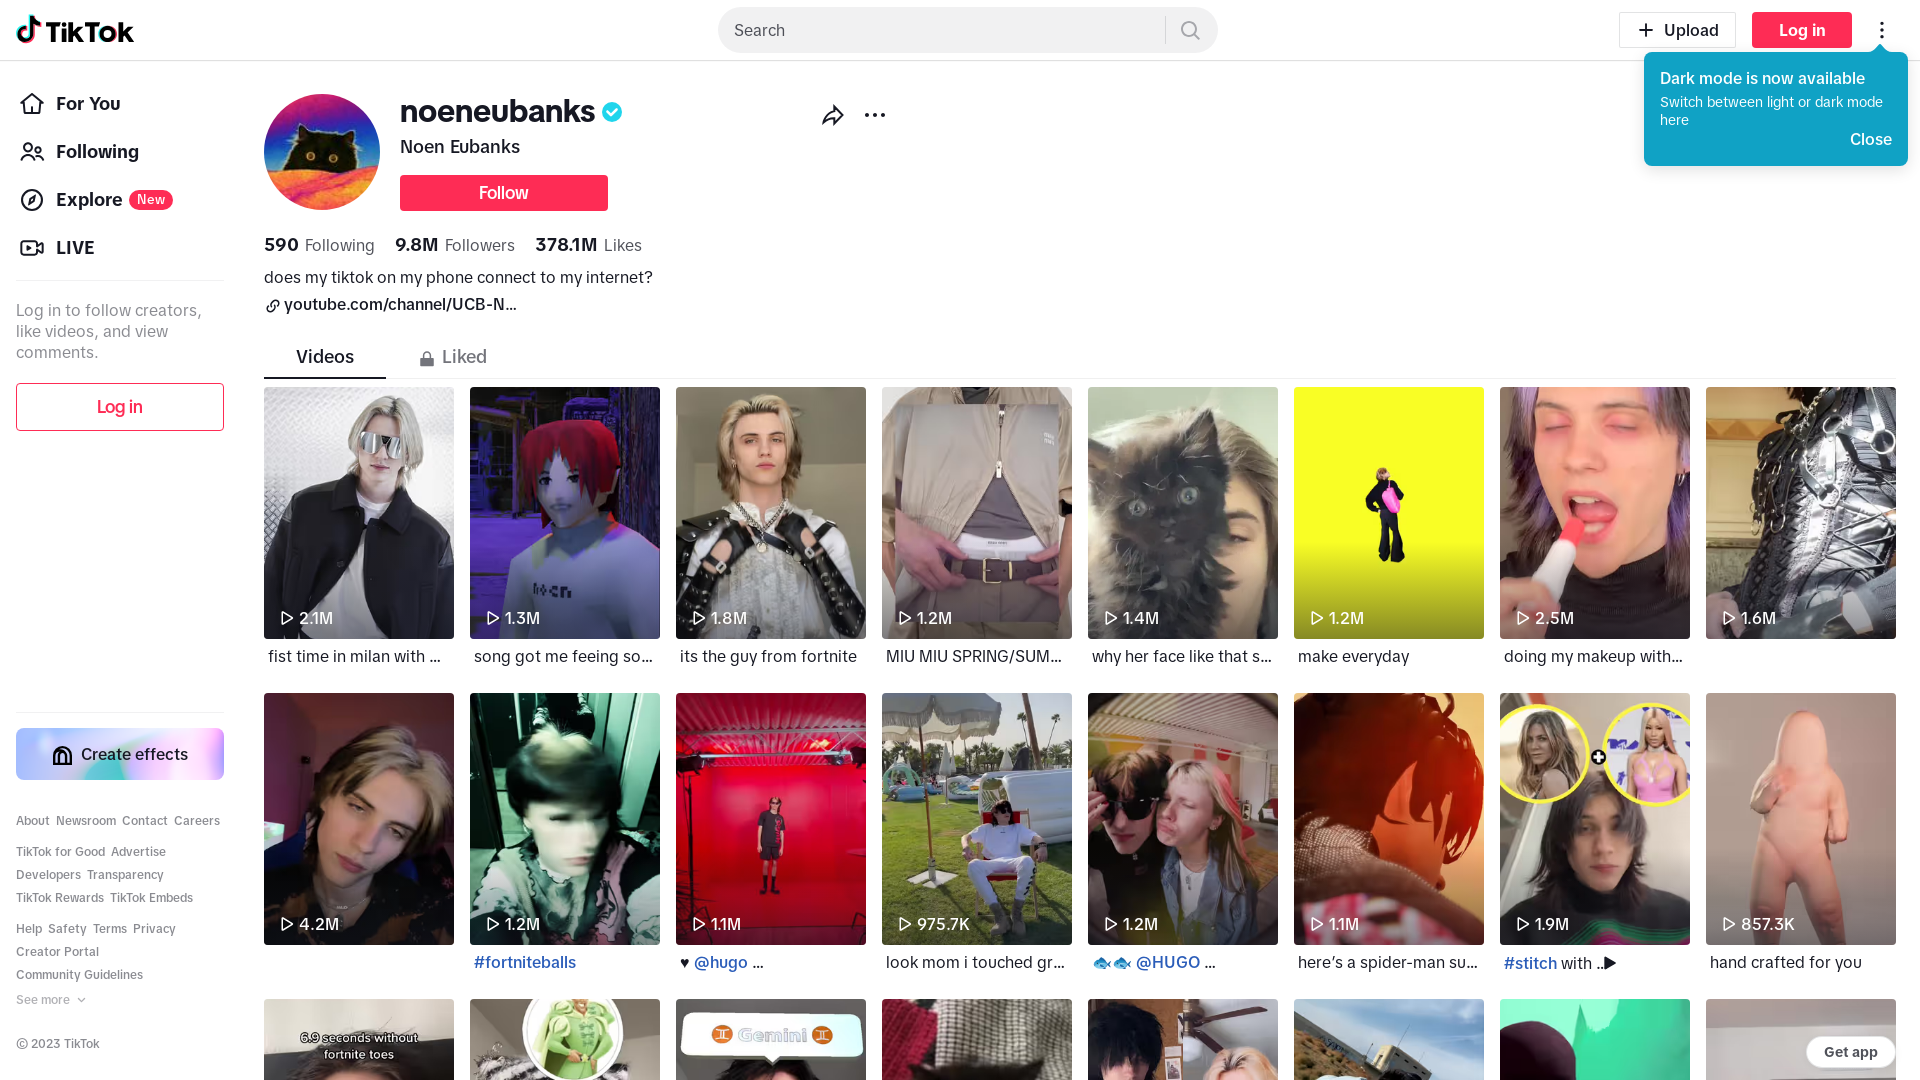 TikTok
Search
Upload
Log in
Dark mode is now available
Switch between light or dark mode
here
Close
For You
Following
Explore New
LIVE
Log in to follow creators,
like videos, and view
comments.
Log in
Create effects
About Newsroom Contact Careers
TikTok for Good Advertise
Developers Transparency
TikTok Rewards TikTok Embeds
Help Safety Terms Privacy
Creator Portal
Community Guidelines
See more
© 2023 TikTok
noeneubanks
Noen Eubanks
Follow
590 Following 9.8M Followers 378.1M Likes
does my tiktok on my phone connect to my internet?
youtube.com/channel/UCB-N...
Videos
Liked
2.1M
1.3M
1.8M
1.2M
1.4M
1.2M
2.5M
1.6M
fist time in milan with ...
song got me feeing so...
its the guy from fortnite
MIU MIU SPRING/SUM...
why her face like that s...
make everyday
doing my makeup with...
4.2M
1.2M
1.1M
975.7K
1.2M
1.1M
1.9M
857.3K
#fortniteballs
♥ @hugo ...
look mom i touched gr...
🐟🐟 @HUGO ...
here's a spider-man su...
#stitch with ...
hand crafted for you
6.9 seconds without
fortnite toes
♊ Gemini ♊
Get app